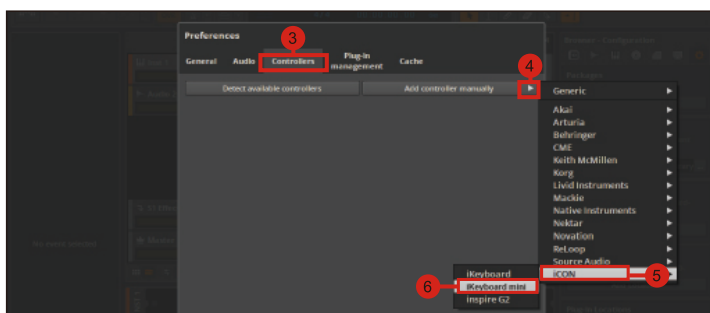 Preferences
3
General Audio Controllers Plug-in management Cache
4
Detect available controllers Add controller manually
Generic
Akai
Arturia
Behringer
CME
Keith McMillen
Korg
Livid Instruments
Mackie
Native Instruments
Nektar
Novation
ReLoop
Source Audio
iCON
5
iKeyboard
6
iKeyboard mini
inspire G2